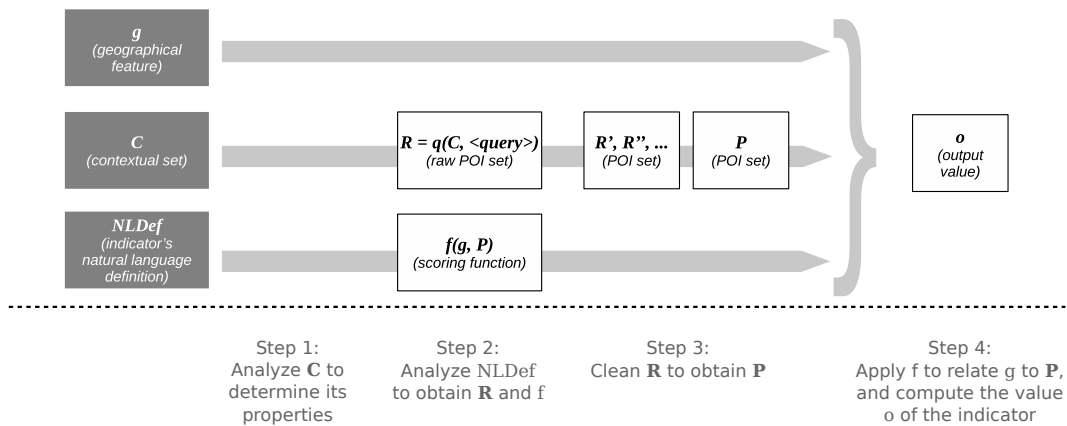 g
(geographical
feature)
C
(contextual set)
R = q(C, <query>)
(raw POI set)
R’, R’’, ...
(POI set)
P
(POI set)
o
(output
value)
NLDef
(indicator’s
natural language
definition)
f(g, P)
(scoring function)
Step 1:
Analyze C to
determine its
properties
Step 2:
Analyze NLDef
to obtain R and f
Step 3:
Clean R to obtain P
Step 4:
Apply f to relate g to P,
and compute the value
o of the indicator